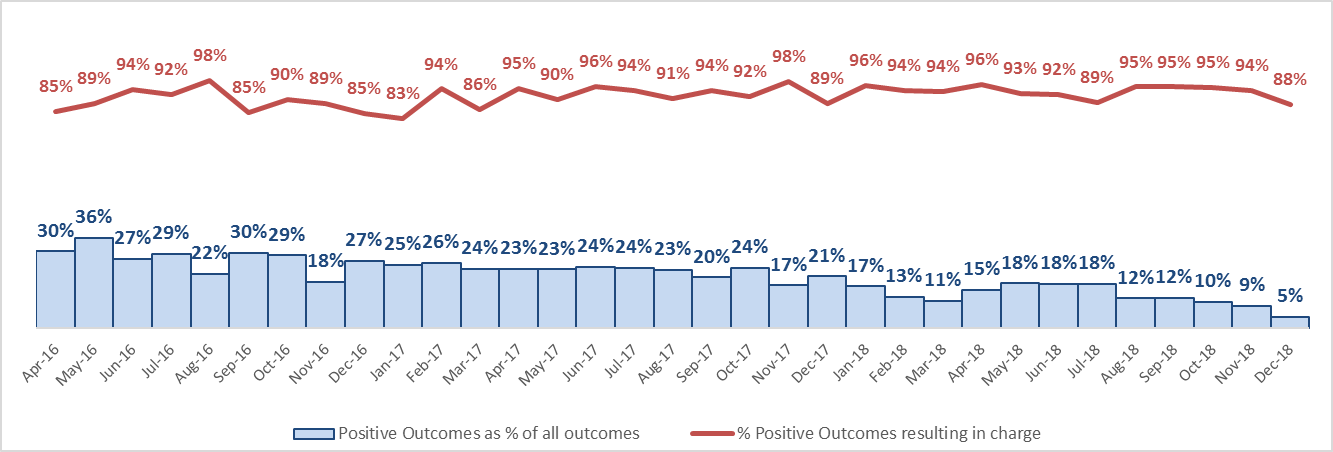 85% 89% 94% 92% 98% 85% 90% 89% 85% 83% 94% 86% 95% 90% 96% 94% 91% 94% 92% 98% 89% 96% 94% 94% 96% 93% 92% 89% 95% 95% 95% 94% 88%
30% 36% 27% 29% 22% 30% 29% 18% 27% 25% 26% 24% 23% 23% 24% 24% 23% 20% 24% 17% 21% 17% 13% 11% 15% 18% 18% 18% 12% 12% 10% 9% 5%
Apr-16 May-16 Jun-16 Jul-16 Aug-16 Sep-16 Oct-16 Nov-16 Dec-16 Jan-17 Feb-17 Mar-17 Apr-17 May-17 Jun-17 Jul-17 Aug-17 Sep-17 Oct-17 Nov-17 Dec-17 Jan-18 Feb-18 Mar-18 Apr-18 May-18 Jun-18 Jul-18 Aug-18 Sep-18 Oct-18 Nov-18 Dec-18
Positive Outcomes as % of all outcomes % Positive Outcomes resulting in charge